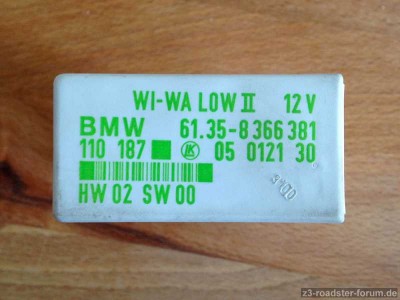 WI-WA LOW II 12 V
BMW 61.35-8 366 381
110 187 05 0121 30
HW 02 SW 00
z3-roadster-forum.de